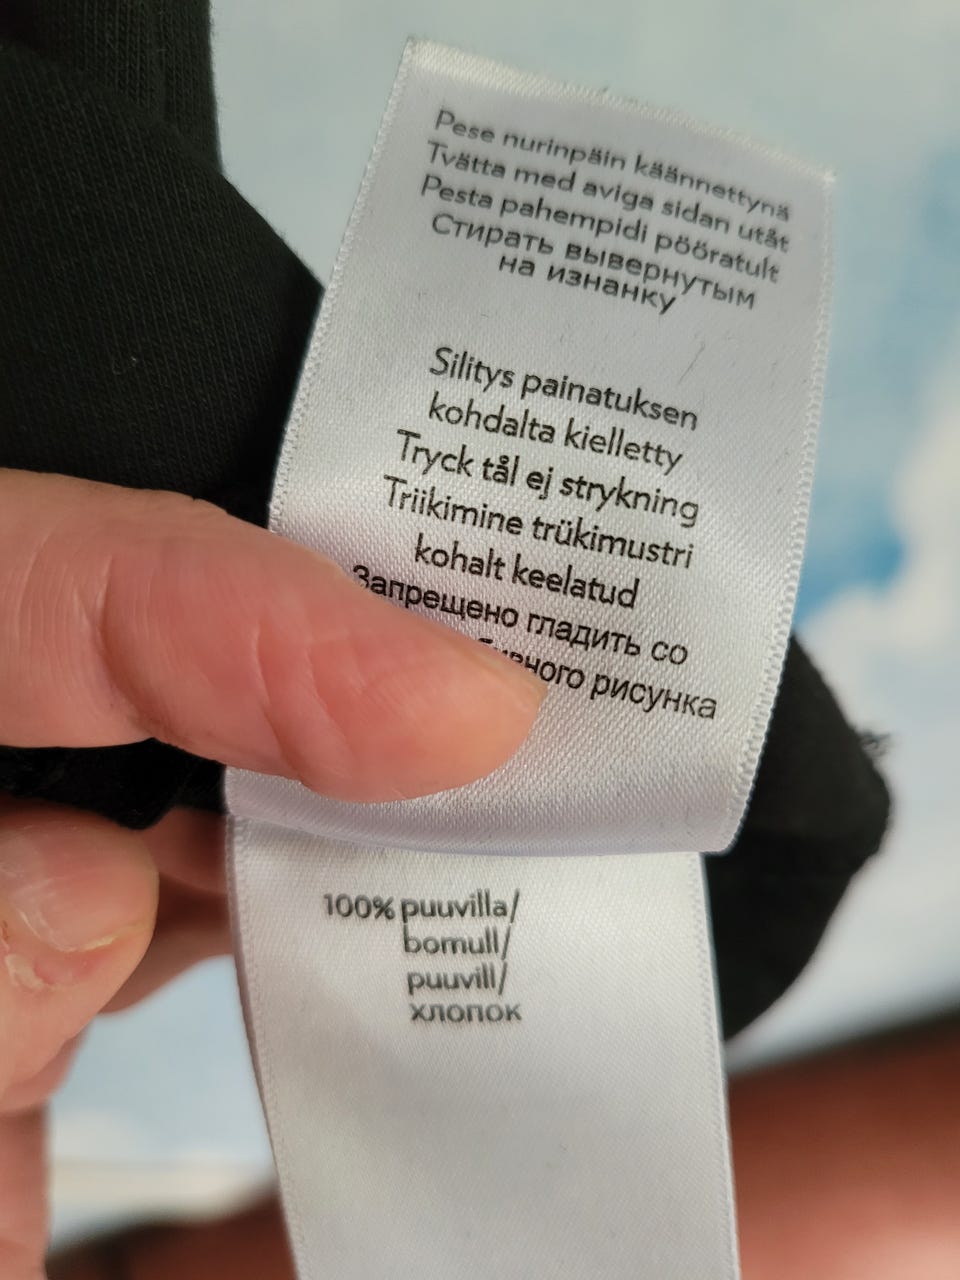 Pese nurinpäin käännettynä
Tvätta med aviga sidan utåt
Pesta pahempidi pööratult
Стирать вывернутым
на изнанку
Silitys painatuksen
kohdalta kielletty
Tryck tål ej strykning
Triikimine trükimustri
kohalt keelatud
Запрещено гладить со
рисунка
100% puuvilla/
bomull/
puuvill/
хлопок